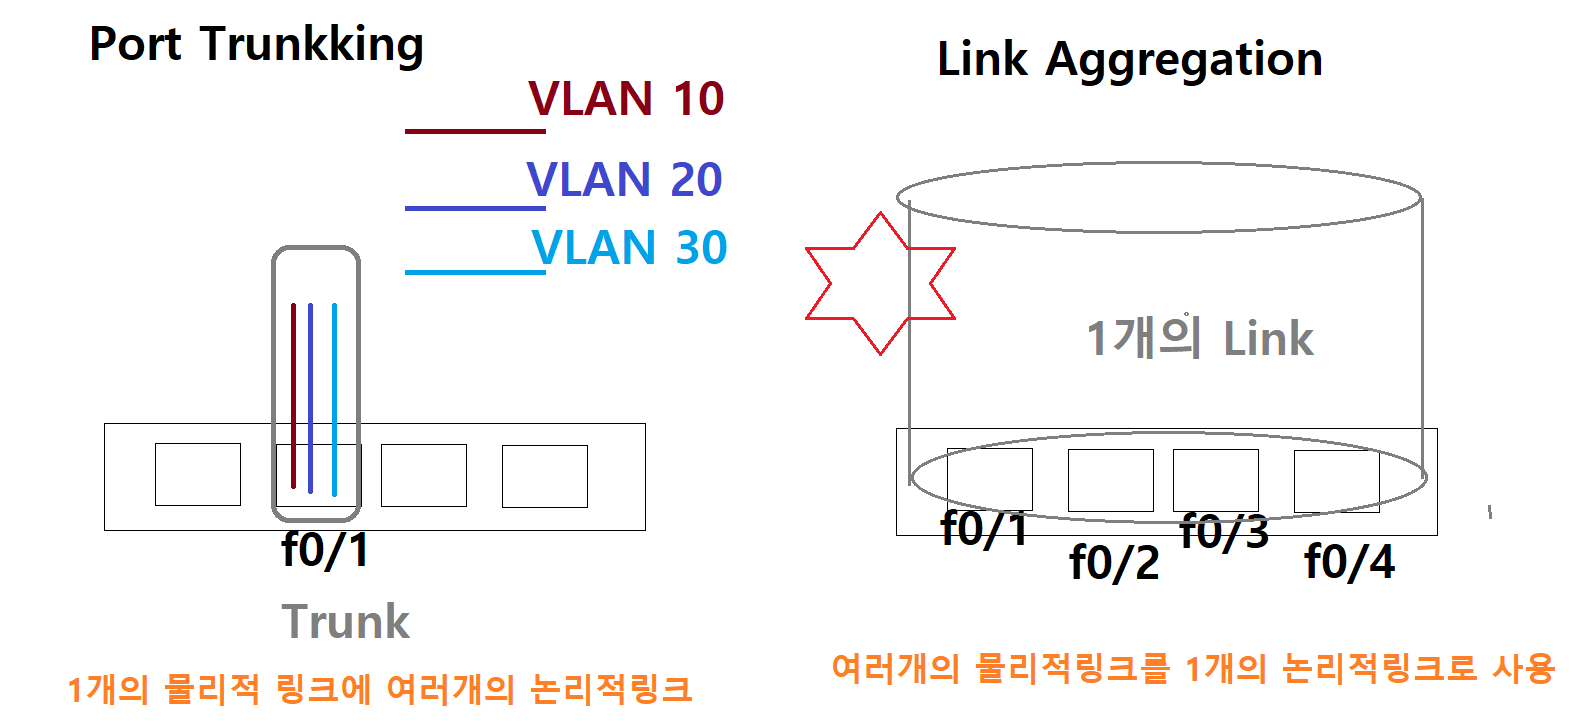 Port Trunkking
VLAN 10
VLAN 20
VLAN 30
f0/1
Trunk
1개의 물리적 링크에 여러개의 논리적링크
Link Aggregation
1개의 Link
f0/1
f0/2
f0/3
f0/4
여러개의 물리적링크를 1개의 논리적링크로 사용